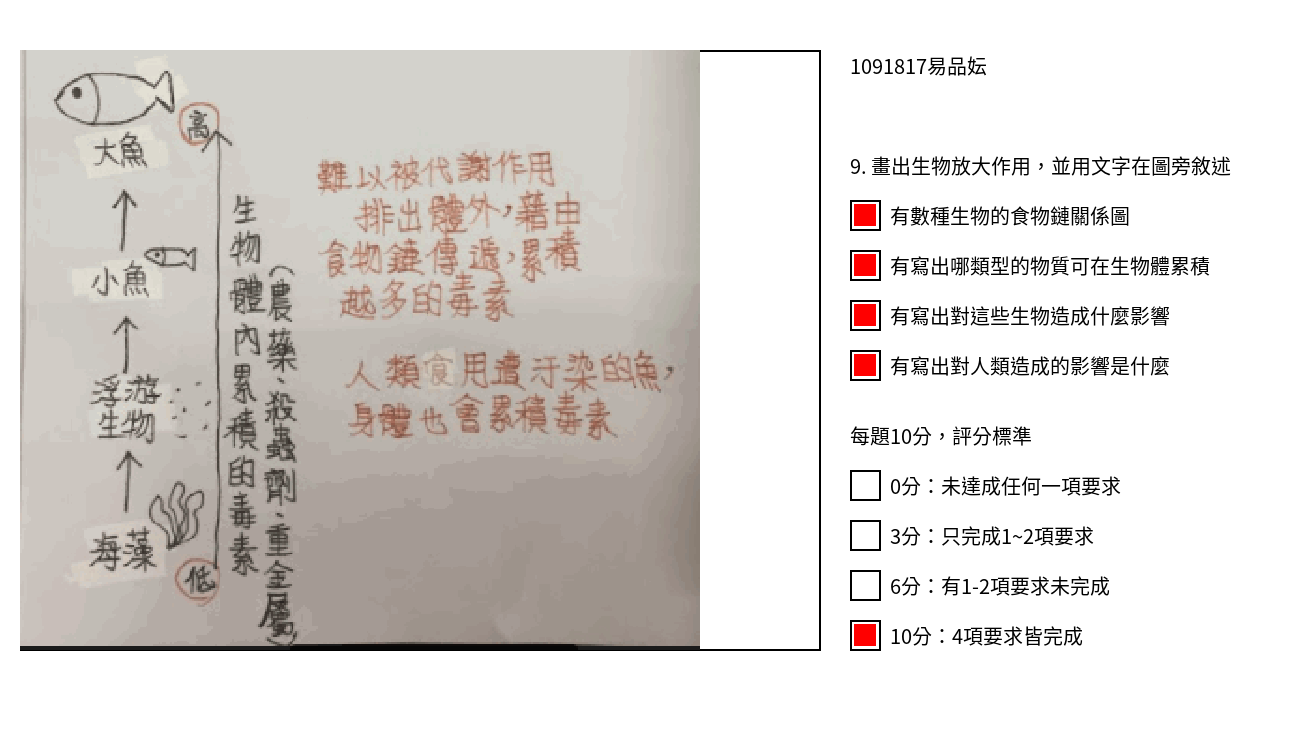 高
大魚
小魚
浮游
生物
海藻
低
生物體內累積的毒素
(農藥、殺蟲劑、重金屬)
難以被代謝作用
排出體外,藉由
食物鏈傳遞,累積
越多的毒素
人類食用遭汙染的魚,
身體也會累積毒素
1091817易品妘
9. 畫出生物放大作用，並用文字在圖旁敘述
有數種生物的食物鏈關係圖
有寫出哪類型的物質可在生物體累積
有寫出對這些生物造成什麼影響
有寫出對人類造成的影響是什麼
每題10分，評分標準
0分：未達成任何一項要求
3分：只完成1~2項要求
6分：有1-2項要求未完成
10分：4項要求皆完成